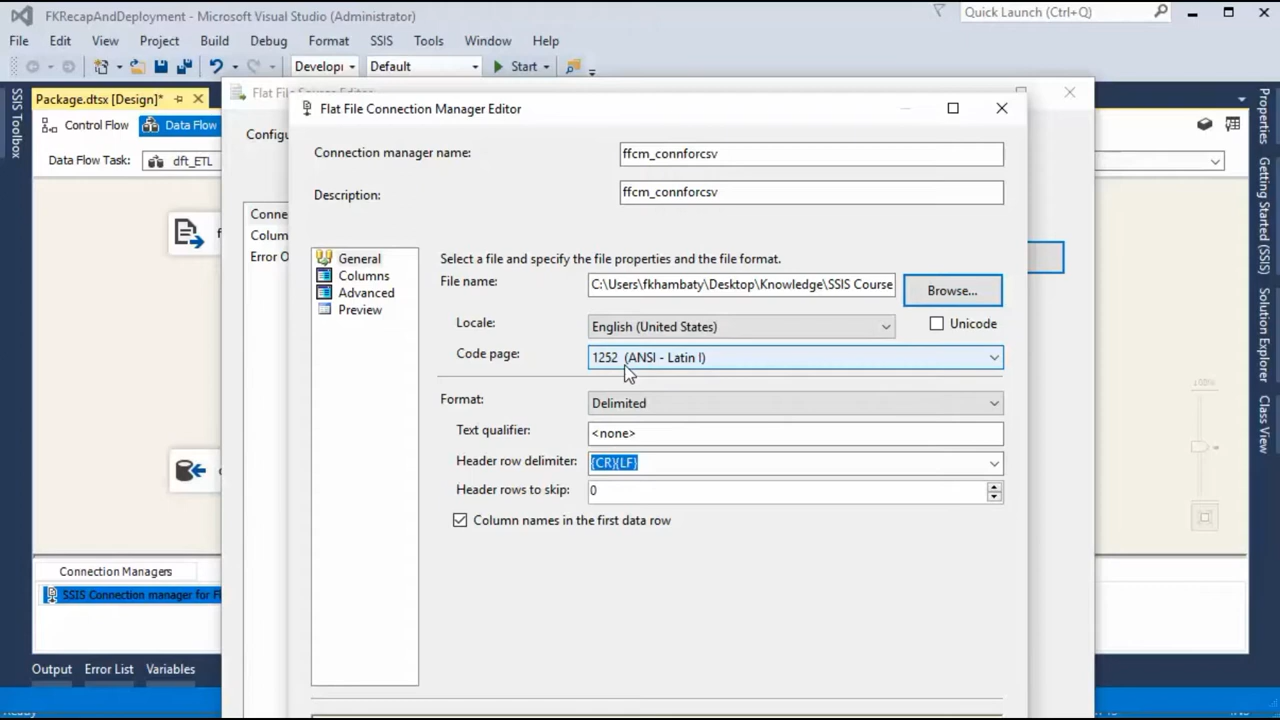 FKRecapAndDeployment - Microsoft Visual Studio (Administrator)
Quick Launch (Ctrl+Q)
File Edit View Project Build Debug Format SSIS Tools Window Help
Developi Default Start
Package.dtsx [Design]*
Control Flow Data Flow
Data Flow Task: dft_ETL
SSIS Toolbox
Flat File Connection Manager Editor
Connection manager name: ffcm_connforcsv
Description: ffcm_connforcsv
Configu
Conne
Colum
Error O
General
Columns
Advanced
Preview
Select a file and specify the file properties and the file format.
File name: C:\Users\fkhambaty\Desktop\Knowledge\SSIS Course Browse...
Locale: English (United States) Unicode
Code page: 1252 (ANSI - Latin I)
Format: Delimited
Text qualifier: <none>
Header row delimiter: {CR}{LF}
Header rows to skip: 0
Column names in the first data row
Properties
Getting Started (SSIS)
Solution Explorer
Class View
Connection Managers
SSIS Connection manager for Fl
Output Error List Variables